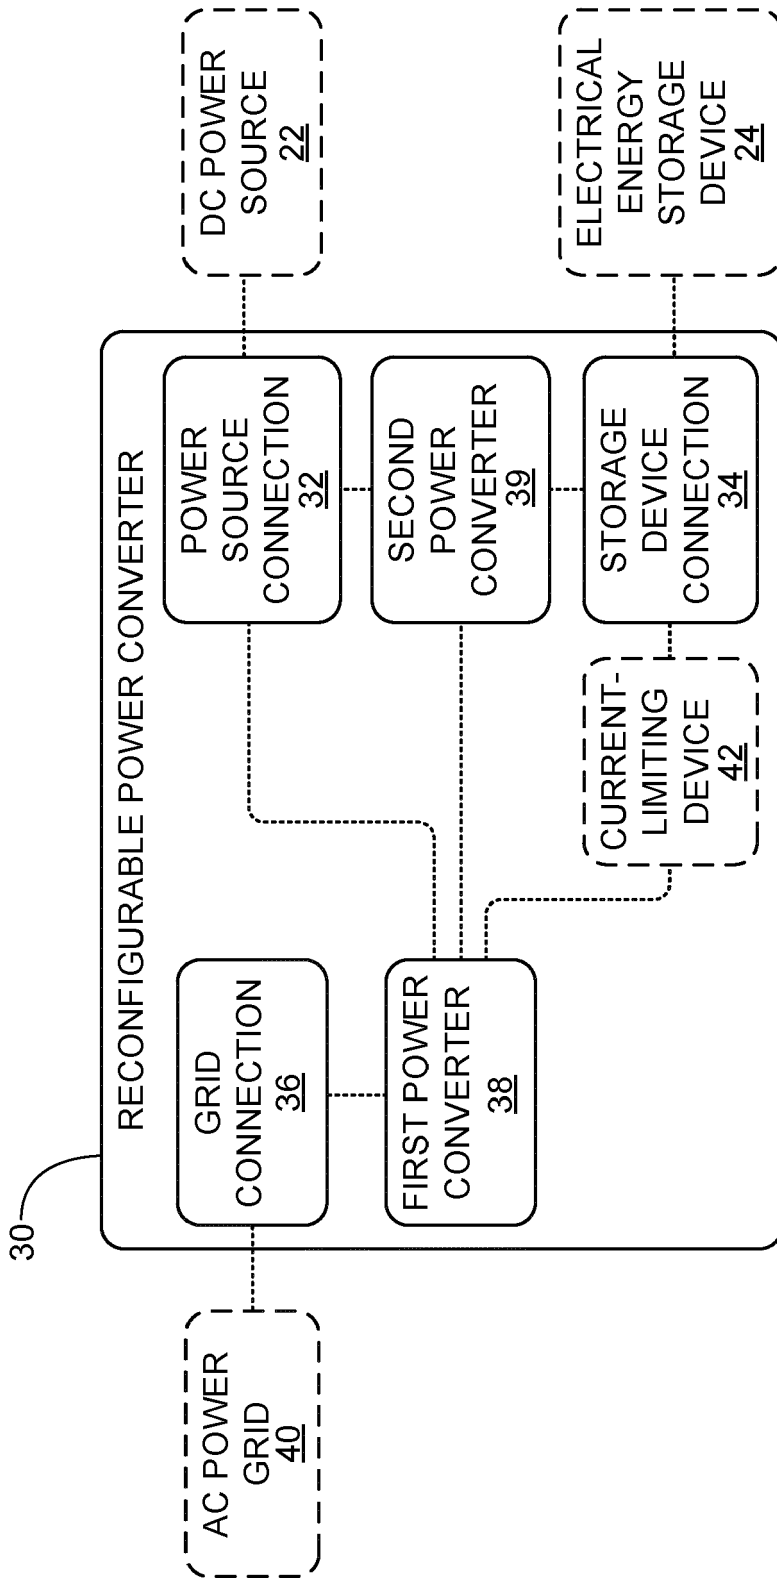 30
RECONFIGURABLE POWER CONVERTER
AC POWER
GRID
40
GRID
CONNECTION
36
FIRST POWER
CONVERTER
38
POWER
SOURCE
CONNECTION
32
SECOND
POWER
CONVERTER
39
STORAGE
DEVICE
CONNECTION
34
CURRENT-
LIMITING
DEVICE
42
DC POWER
SOURCE
22
ELECTRICAL
ENERGY
STORAGE
DEVICE
24